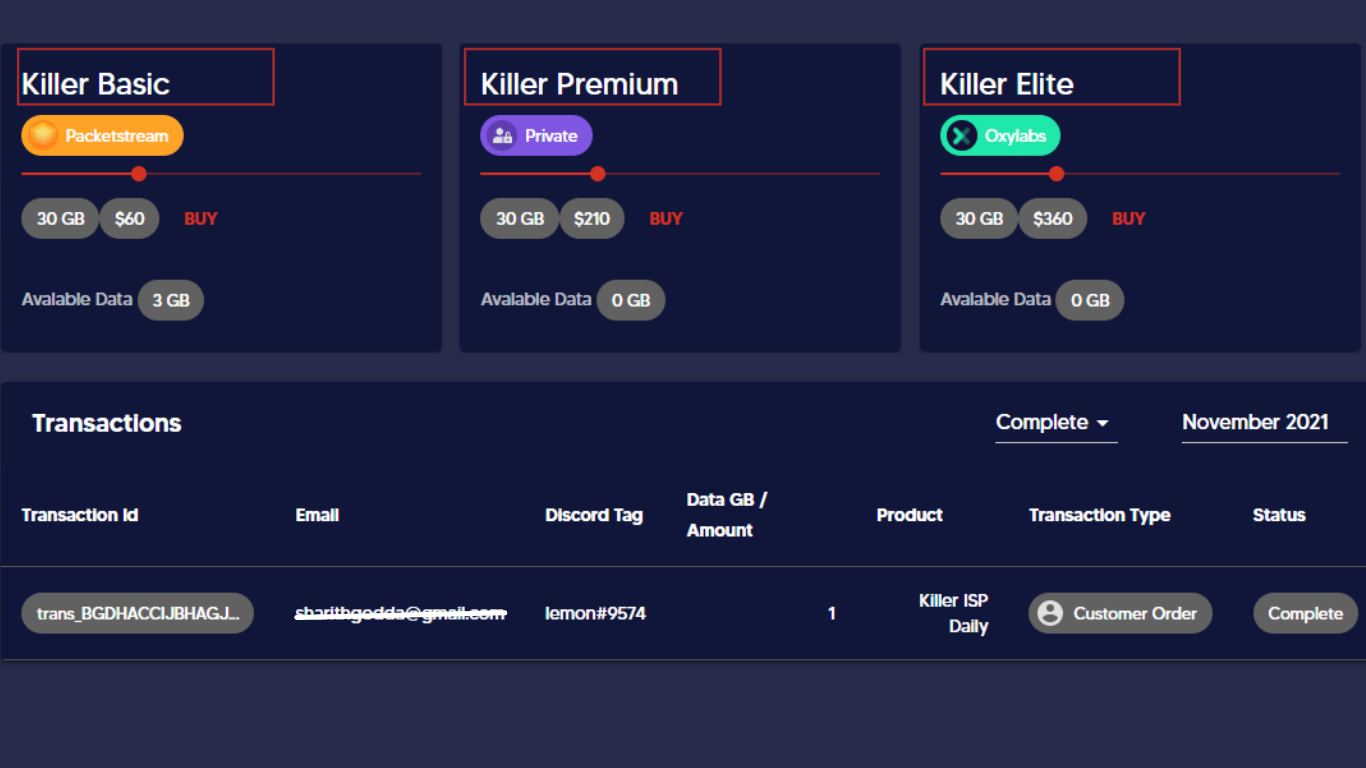 Killer Basic
Packetstream
30 GB $60 BUY
Avalable Data 3 GB
Killer Premium
Private
30 GB $210 BUY
Avalable Data 0 GB
Killer Elite
Oxylabs
30 GB $360 BUY
Avalable Data 0 GB
Transactions
Complete
November 2021
Transaction Id
Email
Discord Tag
Data GB /
Amount
Product
Transaction Type
Status
trans_BGDHACCIJBHAGJ...
lemon#9574
1
Killer ISP
Daily
Customer Order
Complete